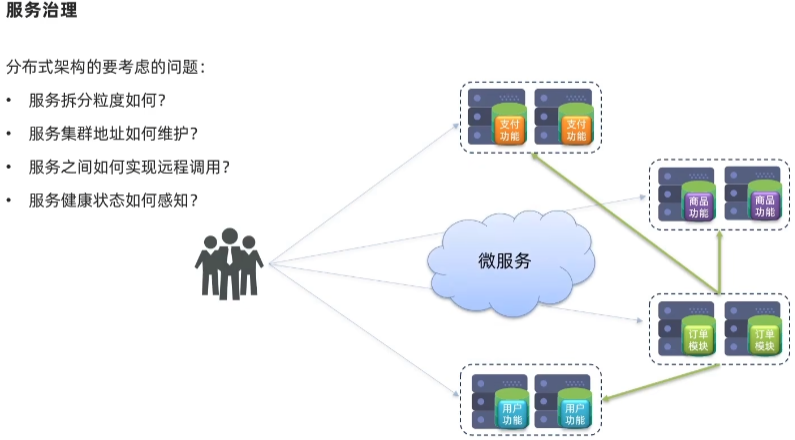 服务治理
分布式架构的要考虑的问题：
• 服务拆分粒度如何？
• 服务集群地址如何维护？
• 服务之间如何实现远程调用？
• 服务健康状态如何感知？
支付
功能
支付
功能
商品
功能
商品
功能
微服务
订单
模块
订单
模块
用户
功能
用户
功能